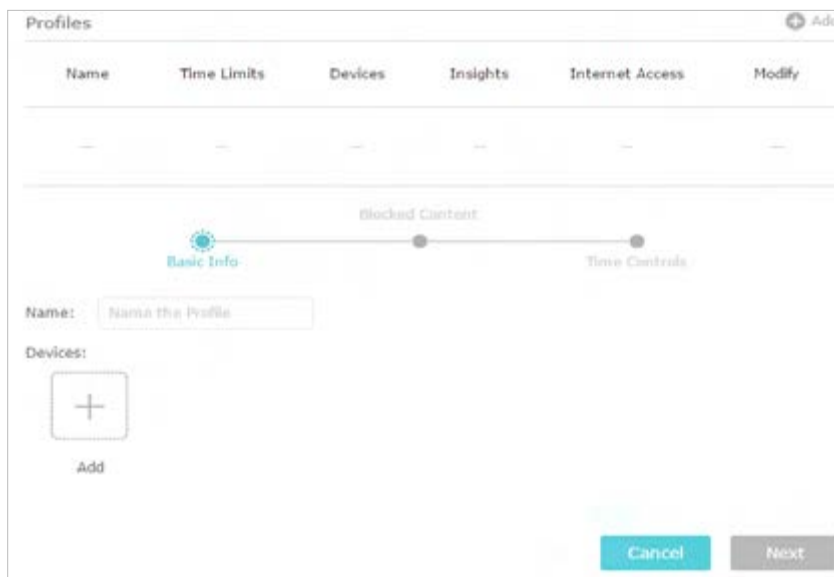 Profiles
Add
Name Time Limits Devices Insights Internet Access Modify
-- -- -- -- -- --
Blocked Content
Basic Info
Time Controls
Name: Name the Profile
Devices:
Add
Cancel Next